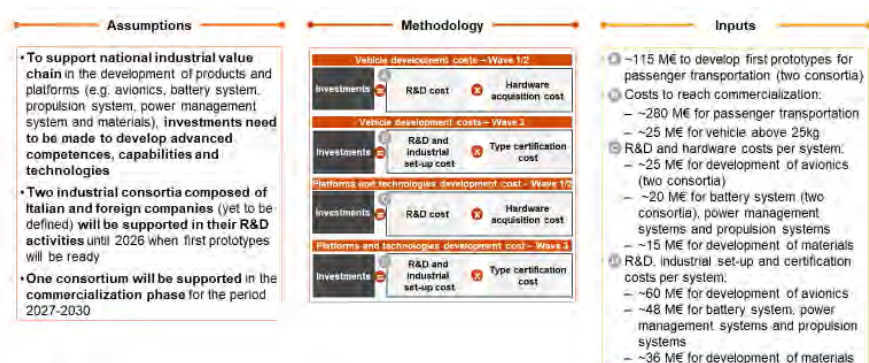 Assumptions
• To support national industrial value
chain in the development of products and
platforms (e.g. avionics, battery system,
propulsion system, power management
system and materials), investments need
to be made to develop advanced
competences, capabilities and
technologies
• Two industrial consortia composed of
Italian and foreign companies (yet to be
defined) will be supported in their R&D
activities until 2026 when first prototypes
will be ready
• One consortium will be supported in the
commercialization phase for the period
2027-2030
Methodology
Vehicle development costs – Wave 1/2
Investments = R&D cost x Hardware
acquisition cost
Vehicle development costs – Wave 3
Investments = R&D and
industrial
set-up cost x Type certification
cost
Platforms and technologies development cost - Wave 1/2
Investments = R&D cost x Hardware
acquisition cost
Platforms and technologies development cost – Wave 3
Investments = R&D and
industrial
set-up cost x Type certification
cost
Inputs
~115 M€ to develop first prototypes for
passenger transportation (two consortia)
Costs to reach commercialization:
– ~280 M€ for passenger transportation
– ~25 M€ for vehicle above 25kg
C R&D and hardware costs per system:
– ~25 M€ for development of avionics
(two consortia)
– ~20 M€ for battery system (two
consortia), power management
systems and propulsion systems
– ~15 M€ for development of materials
R&D, industrial set-up and certification
costs per system:
– ~60 M€ for development of avionics
– ~48 M€ for battery system, power
management systems and propulsion
systems
– ~36 M€ for development of materials